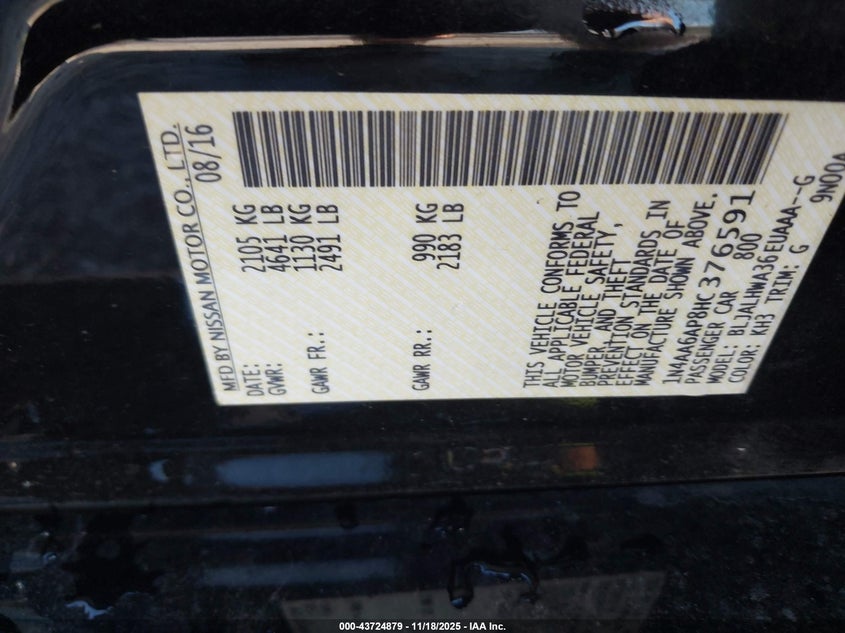 MFD BY NISSAN MOTOR CO., LTD.
DATE: 08/16
GVWR: 2105 KG
4641 LB
GAWR FR.: 1130 KG
2491 LB
GAWR RR.: 990 KG
2183 LB
THIS VEHICLE CONFORMS TO
ALL APPLICABLE FEDERAL
MOTOR VEHICLE SAFETY,
BUMPER, AND THEFT
PREVENTION STANDARDS IN
EFFECT ON THE DATE OF
MANUFACTURE SHOWN ABOVE.
1N4AA6AP8HC376591
PASSENGER CAR 800
MODEL: BLJALHWA36EUAAA--G
COLOR: KH3 TRIM: G
9N00A
000-43724879 - 11/18/2025 - IAA Inc.